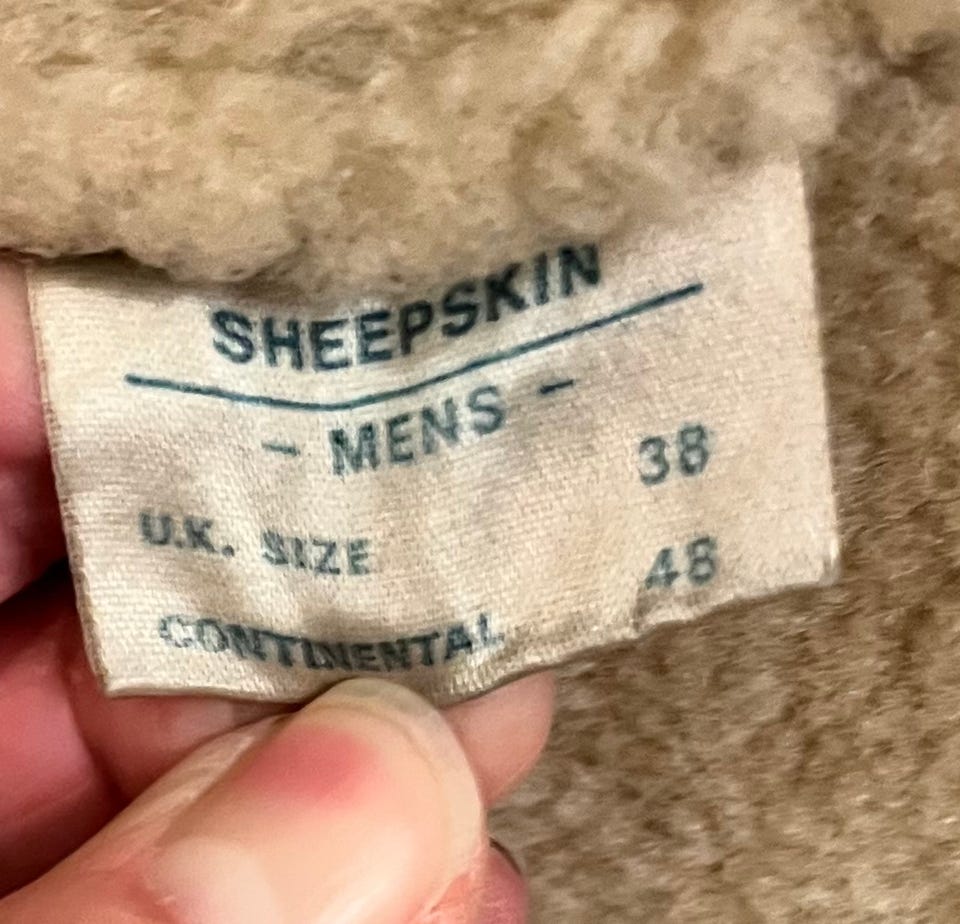 SHEEPSKIN
- MENS -
U.K. SIZE 38
CONTINENTAL 48